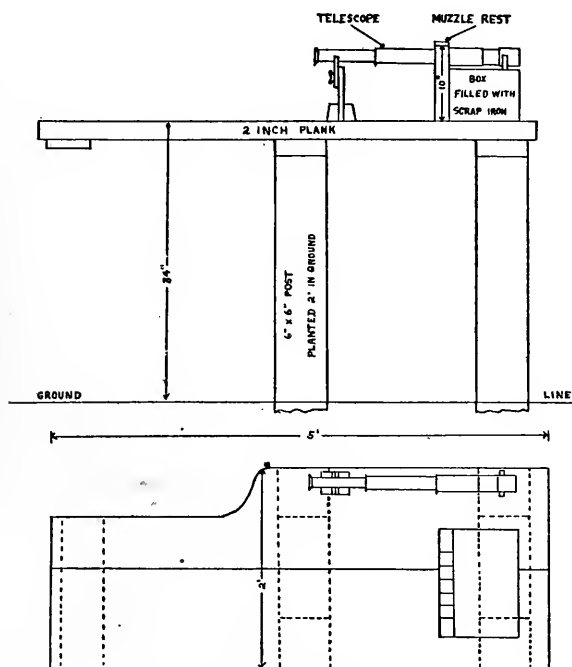 TELESCOPE
MUZZLE REST
10"
BOX
FILLED WITH
SCRAP IRON
2 INCH PLANK
34"
6" x 6" POST
PLANTED 2' IN GROUND
GROUND
LINE
5'
2'